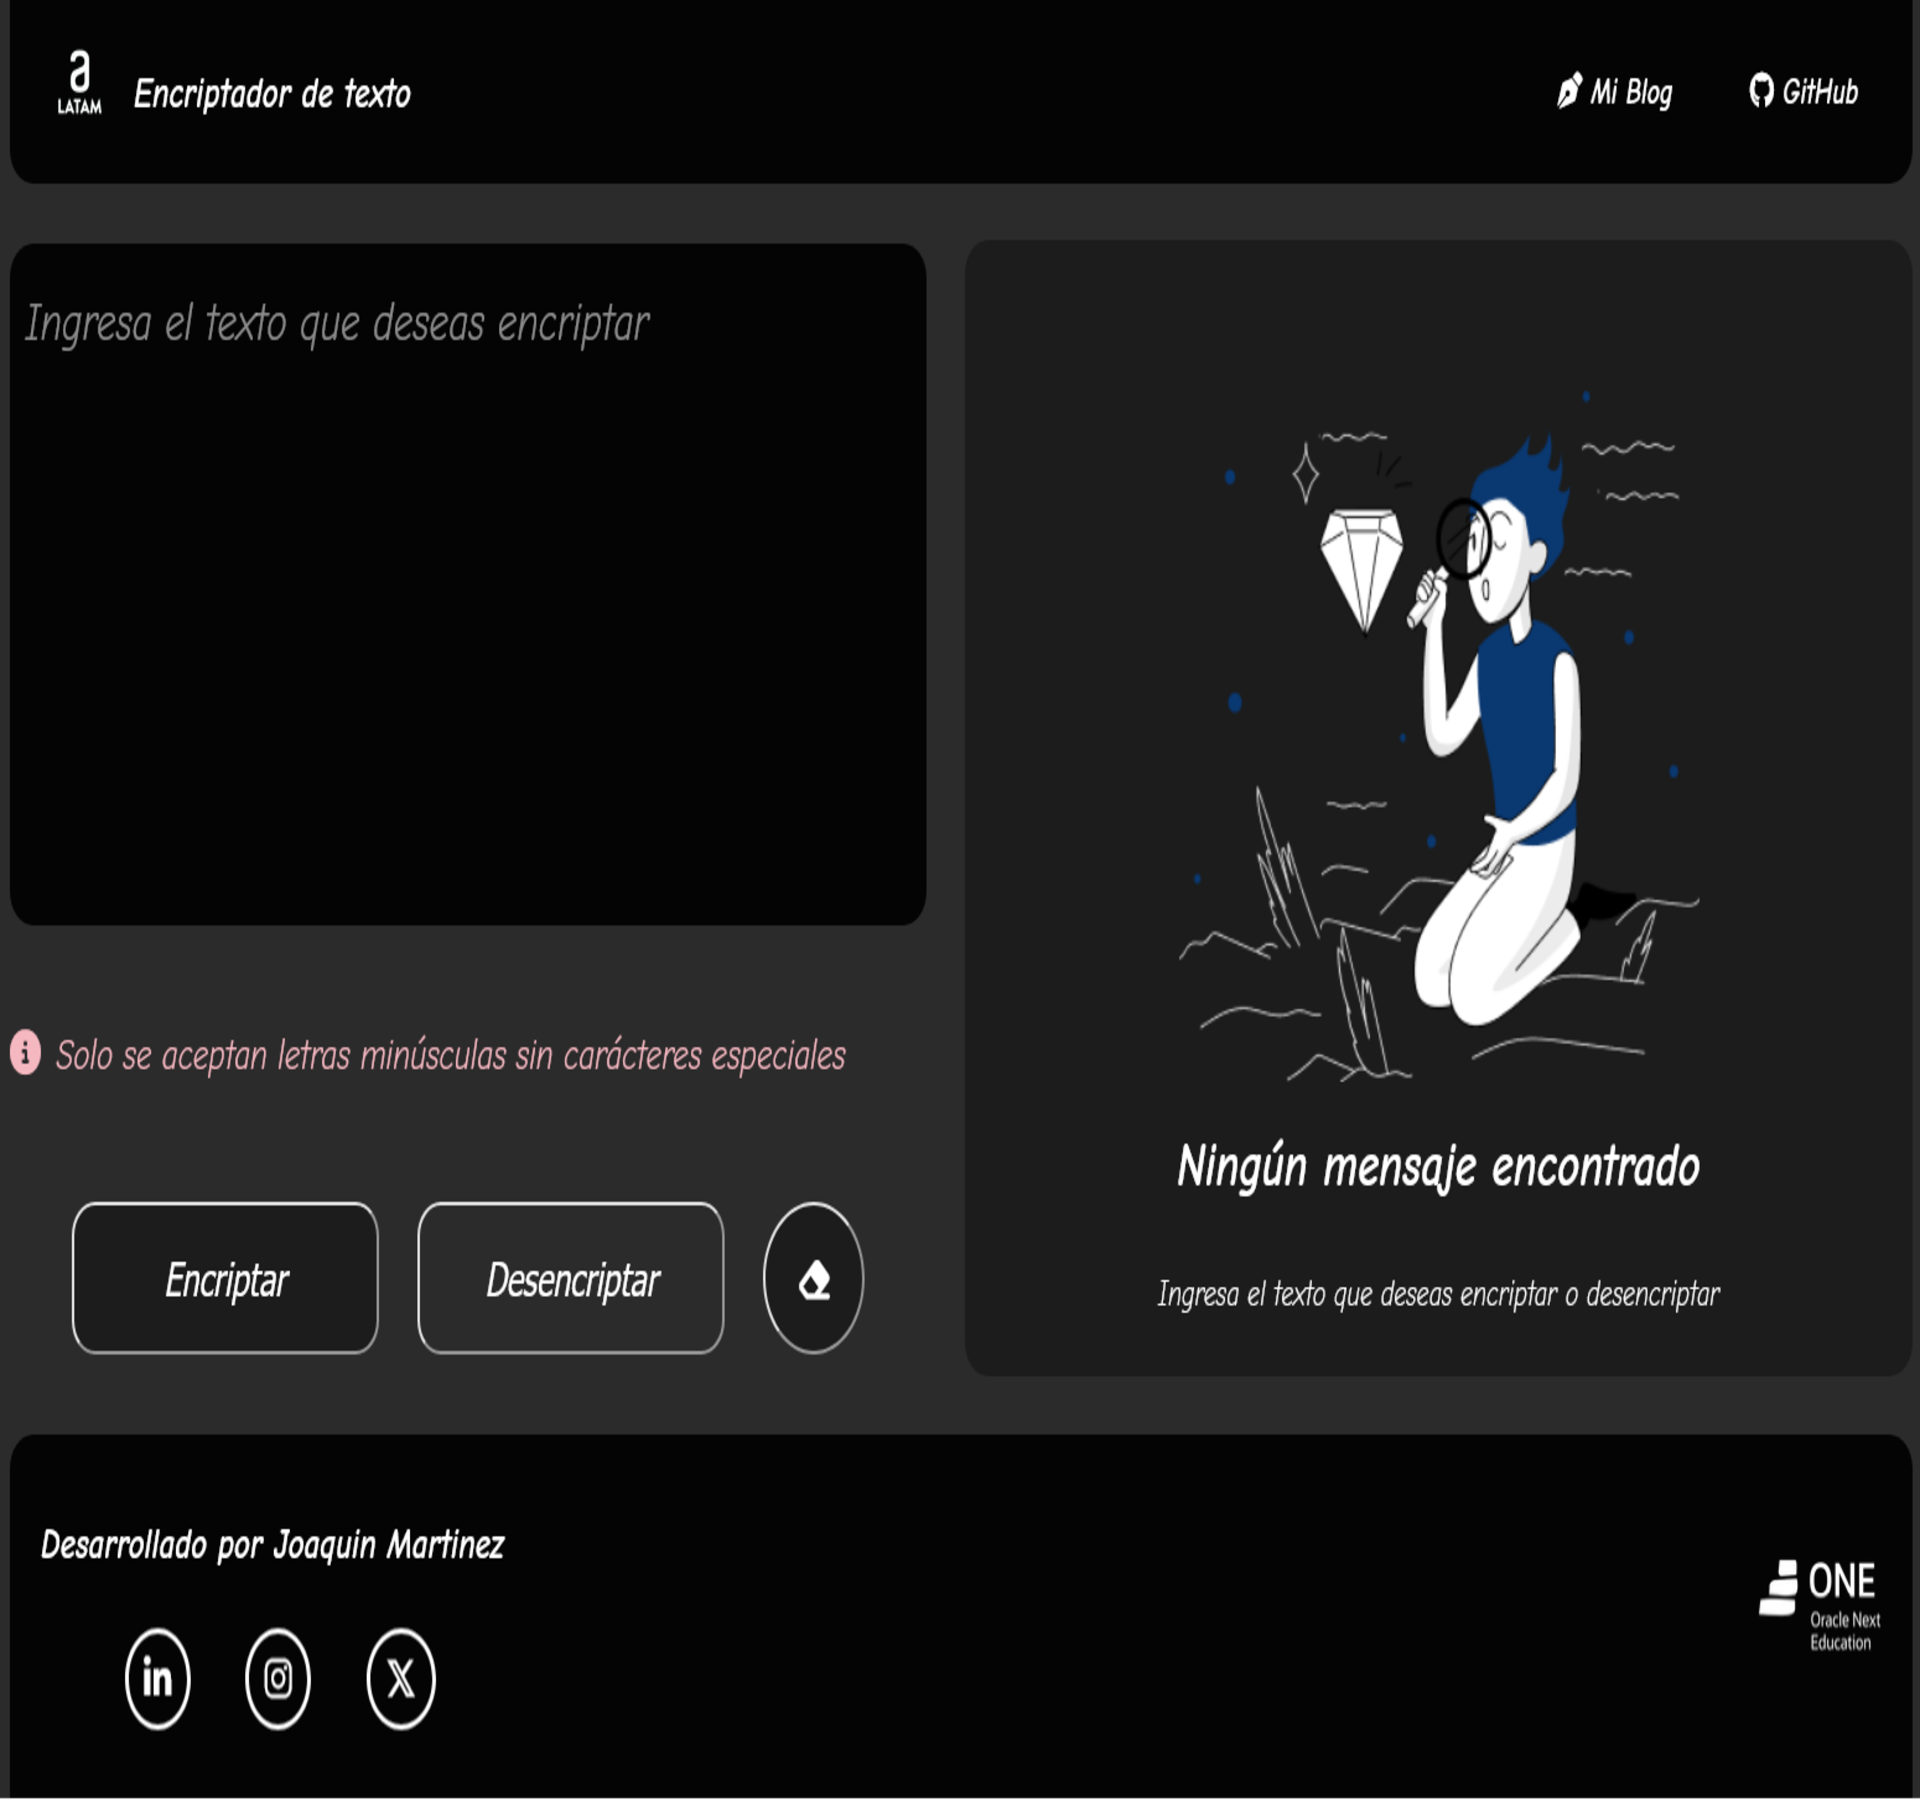 a
LATAM
Encriptador de texto
Mi Blog
GitHub
Ingresa el texto que deseas encriptar
i Solo se aceptan letras minúsculas sin carácteres especiales
Encriptar
Desencriptar
Ningún mensaje encontrado
Ingresa el texto que deseas encriptar o desencriptar
Desarrollado por Joaquin Martinez
in
X
ONE
Oracle Next
Education